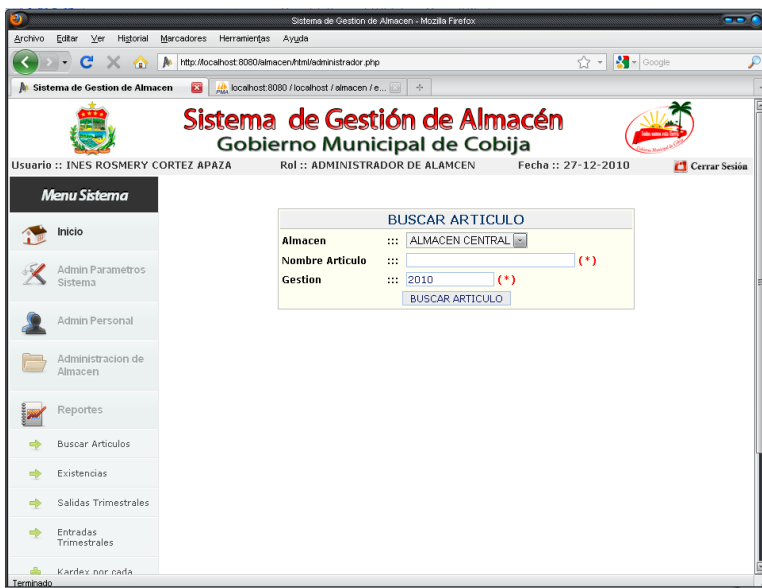 Sistema de Gestion de Almacen - Mozilla Firefox
Archivo Editar Ver Historial Marcadores Herramientas Ayuda
http://localhost:8080/almacen/html/administrador.php
Google
Sistema de Gestion de Almacen
localhost:8080 / localhost / almacen / e...
Sistema de Gestión de Almacén
Gobierno Municipal de Cobija
Usuario :: INES ROSMERY CORTEZ APAZA Rol :: ADMINISTRADOR DE ALAMCEN Fecha :: 27-12-2010 Cerrar Sesión
Menu Sistema
Inicio
Admin Parametros
Sistema
Admin Personal
Administracion de
Almacen
Reportes
Buscar Articulos
Existencias
Salidas Trimestrales
Entradas
Trimestrales
Kardex por cada
BUSCAR ARTICULO
Almacen ::: ALMACEN CENTRAL
Nombre Articulo ::: (*)
Gestion ::: 2010 (*)
BUSCAR ARTICULO
Terminado